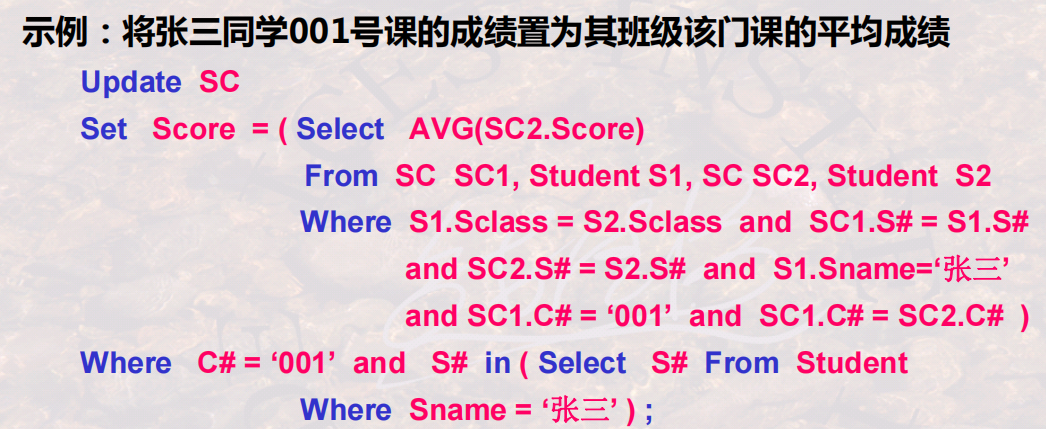 示例：将张三同学001号课的成绩置为其班级该门课的平均成绩
Update SC
Set Score = ( Select AVG(SC2.Score)
From SC SC1, Student S1, SC SC2, Student S2
Where S1.Sclass = S2.Sclass and SC1.S# = S1.S#
and SC2.S# = S2.S# and S1.Sname=‘张三’
and SC1.C# = ‘001’ and SC1.C# = SC2.C# )
Where C# = ‘001’ and S# in ( Select S# From Student
Where Sname = ‘张三’ ) ;